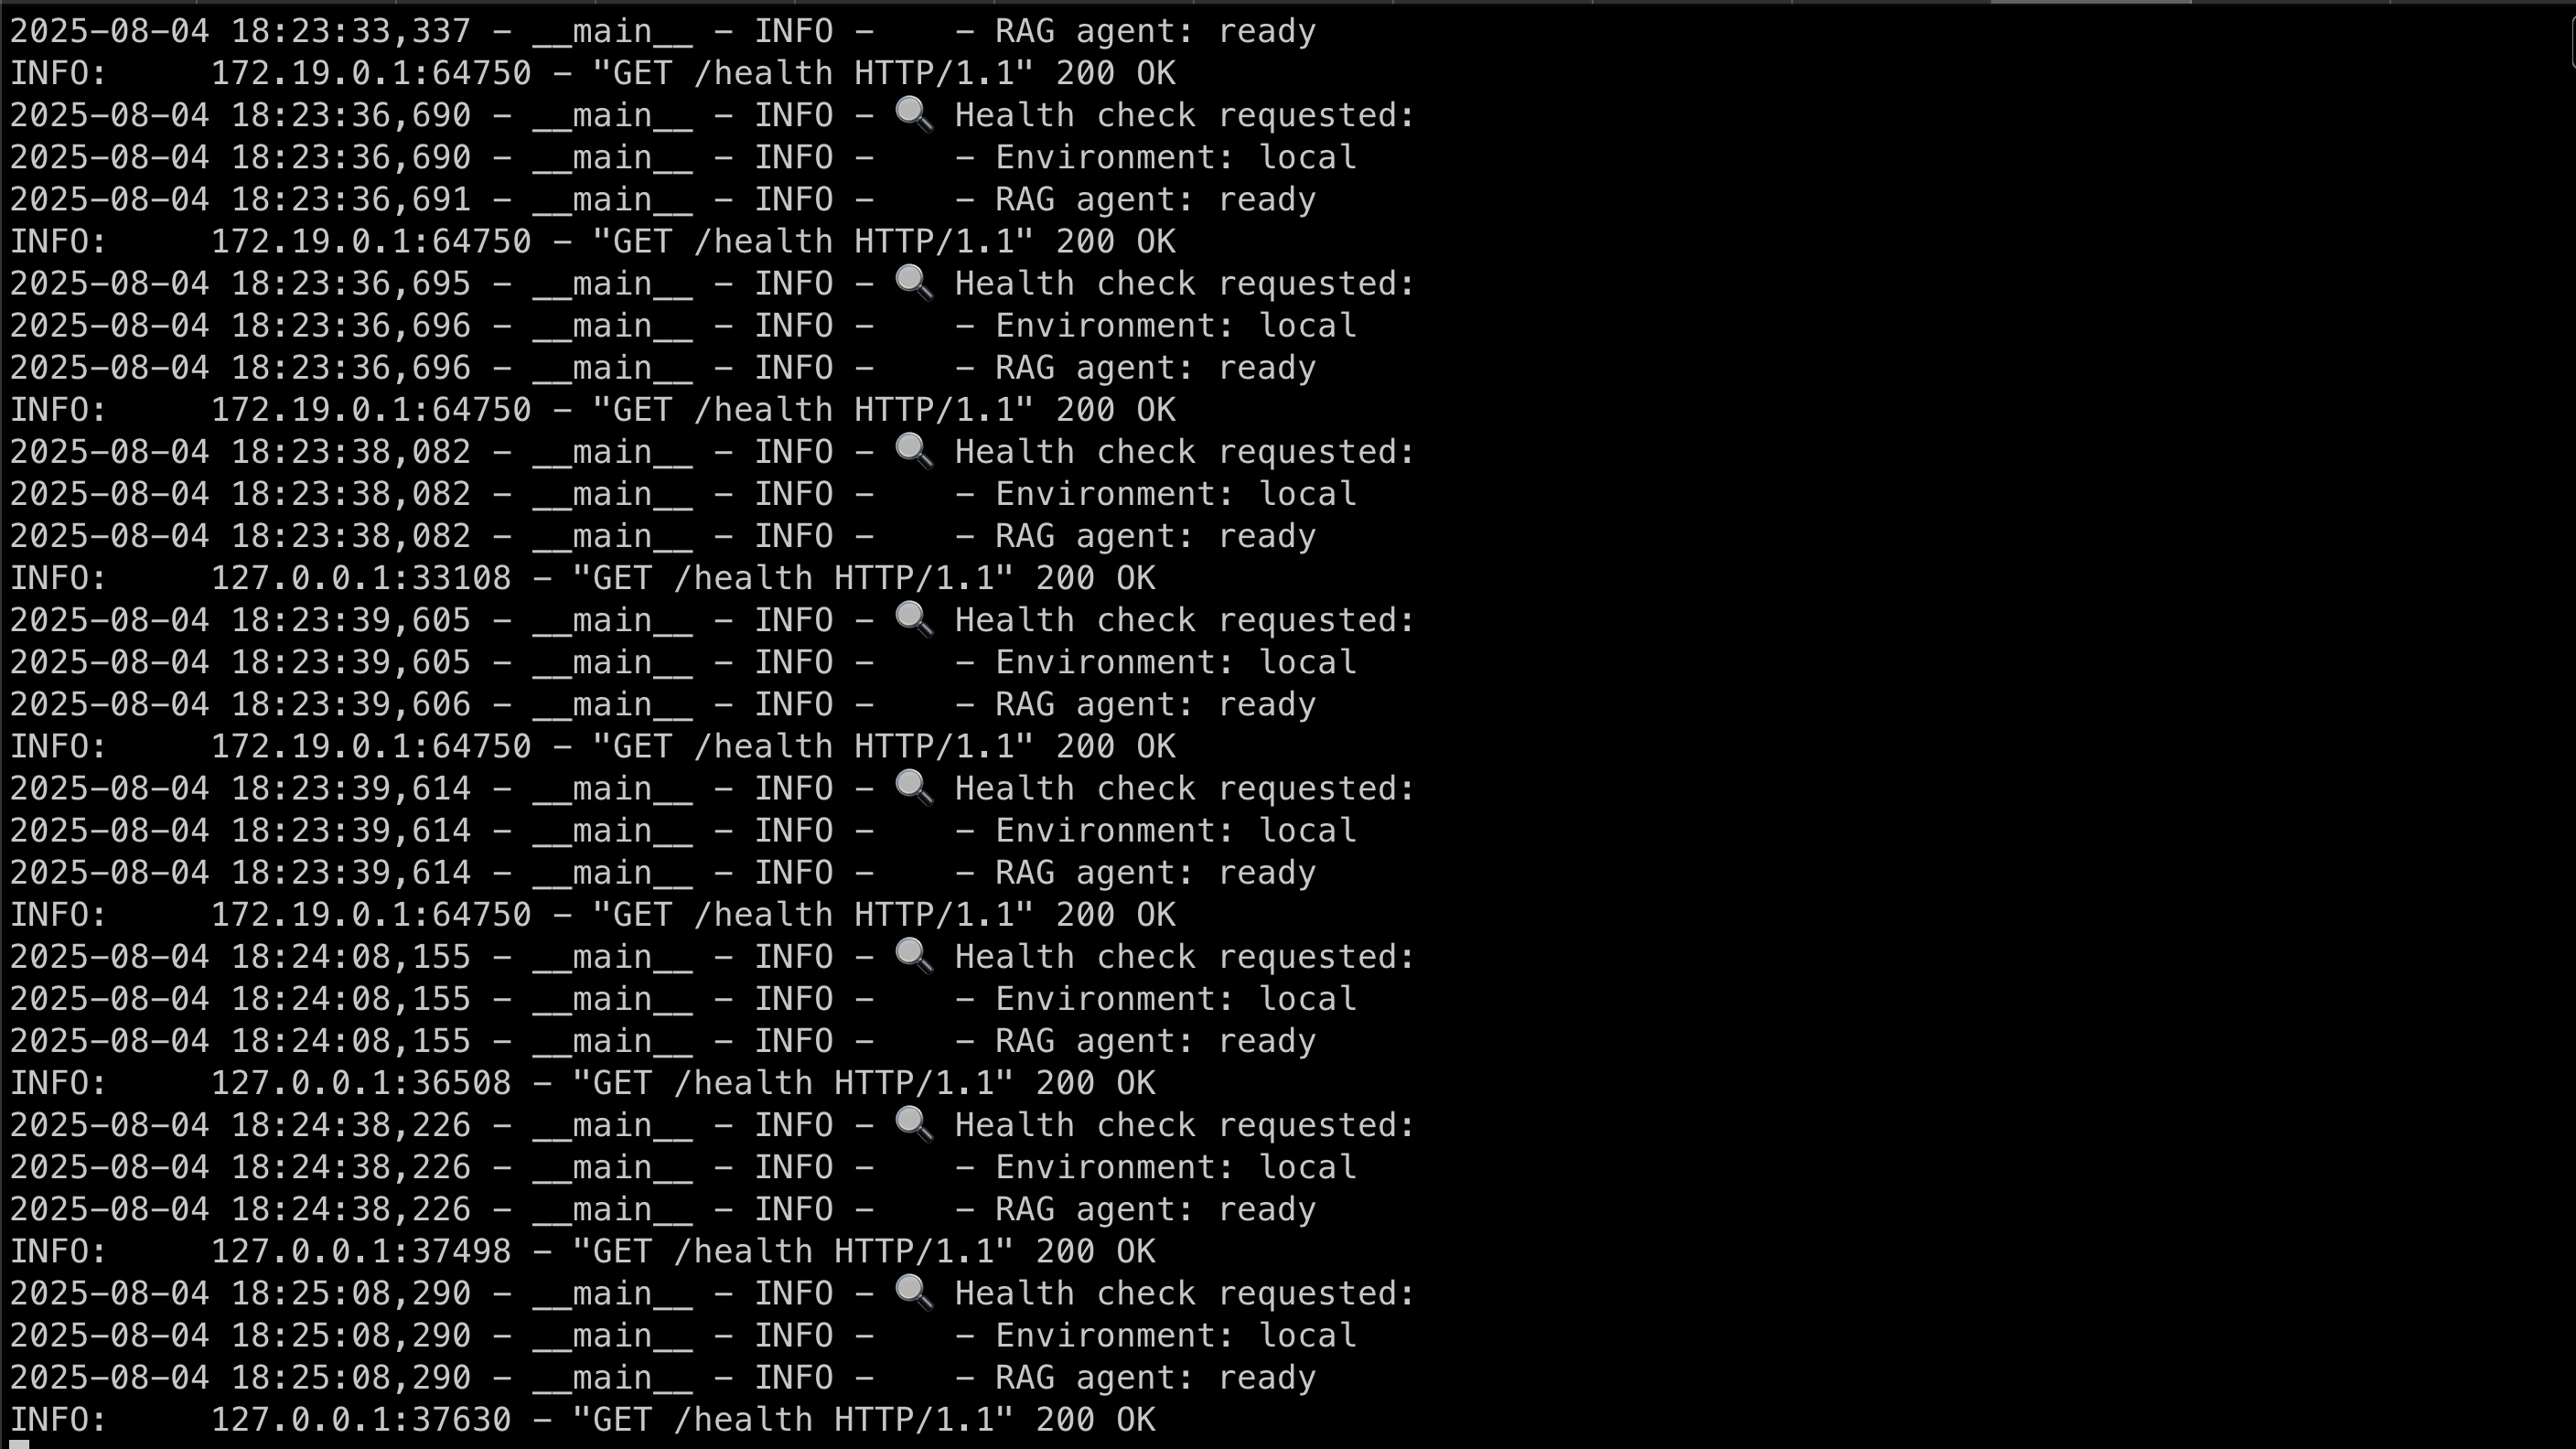 2025-08-04 18:23:33,337 - __main__ - INFO -    - RAG agent: ready
INFO:     172.19.0.1:64750 - "GET /health HTTP/1.1" 200 OK
2025-08-04 18:23:36,690 - __main__ - INFO - 🔍 Health check requested:
2025-08-04 18:23:36,690 - __main__ - INFO -    - Environment: local
2025-08-04 18:23:36,691 - __main__ - INFO -    - RAG agent: ready
INFO:     172.19.0.1:64750 - "GET /health HTTP/1.1" 200 OK
2025-08-04 18:23:36,695 - __main__ - INFO - 🔍 Health check requested:
2025-08-04 18:23:36,696 - __main__ - INFO -    - Environment: local
2025-08-04 18:23:36,696 - __main__ - INFO -    - RAG agent: ready
INFO:     172.19.0.1:64750 - "GET /health HTTP/1.1" 200 OK
2025-08-04 18:23:38,082 - __main__ - INFO - 🔍 Health check requested:
2025-08-04 18:23:38,082 - __main__ - INFO -    - Environment: local
2025-08-04 18:23:38,082 - __main__ - INFO -    - RAG agent: ready
INFO:     127.0.0.1:33108 - "GET /health HTTP/1.1" 200 OK
2025-08-04 18:23:39,605 - __main__ - INFO - 🔍 Health check requested:
2025-08-04 18:23:39,605 - __main__ - INFO -    - Environment: local
2025-08-04 18:23:39,606 - __main__ - INFO -    - RAG agent: ready
INFO:     172.19.0.1:64750 - "GET /health HTTP/1.1" 200 OK
2025-08-04 18:23:39,614 - __main__ - INFO - 🔍 Health check requested:
2025-08-04 18:23:39,614 - __main__ - INFO -    - Environment: local
2025-08-04 18:23:39,614 - __main__ - INFO -    - RAG agent: ready
INFO:     172.19.0.1:64750 - "GET /health HTTP/1.1" 200 OK
2025-08-04 18:24:08,155 - __main__ - INFO - 🔍 Health check requested:
2025-08-04 18:24:08,155 - __main__ - INFO -    - Environment: local
2025-08-04 18:24:08,155 - __main__ - INFO -    - RAG agent: ready
INFO:     127.0.0.1:36508 - "GET /health HTTP/1.1" 200 OK
2025-08-04 18:24:38,226 - __main__ - INFO - 🔍 Health check requested:
2025-08-04 18:24:38,226 - __main__ - INFO -    - Environment: local
2025-08-04 18:24:38,226 - __main__ - INFO -    - RAG agent: ready
INFO:     127.0.0.1:37498 - "GET /health HTTP/1.1" 200 OK
2025-08-04 18:25:08,290 - __main__ - INFO - 🔍 Health check requested:
2025-08-04 18:25:08,290 - __main__ - INFO -    - Environment: local
2025-08-04 18:25:08,290 - __main__ - INFO -    - RAG agent: ready
INFO:     127.0.0.1:37630 - "GET /health HTTP/1.1" 200 OK